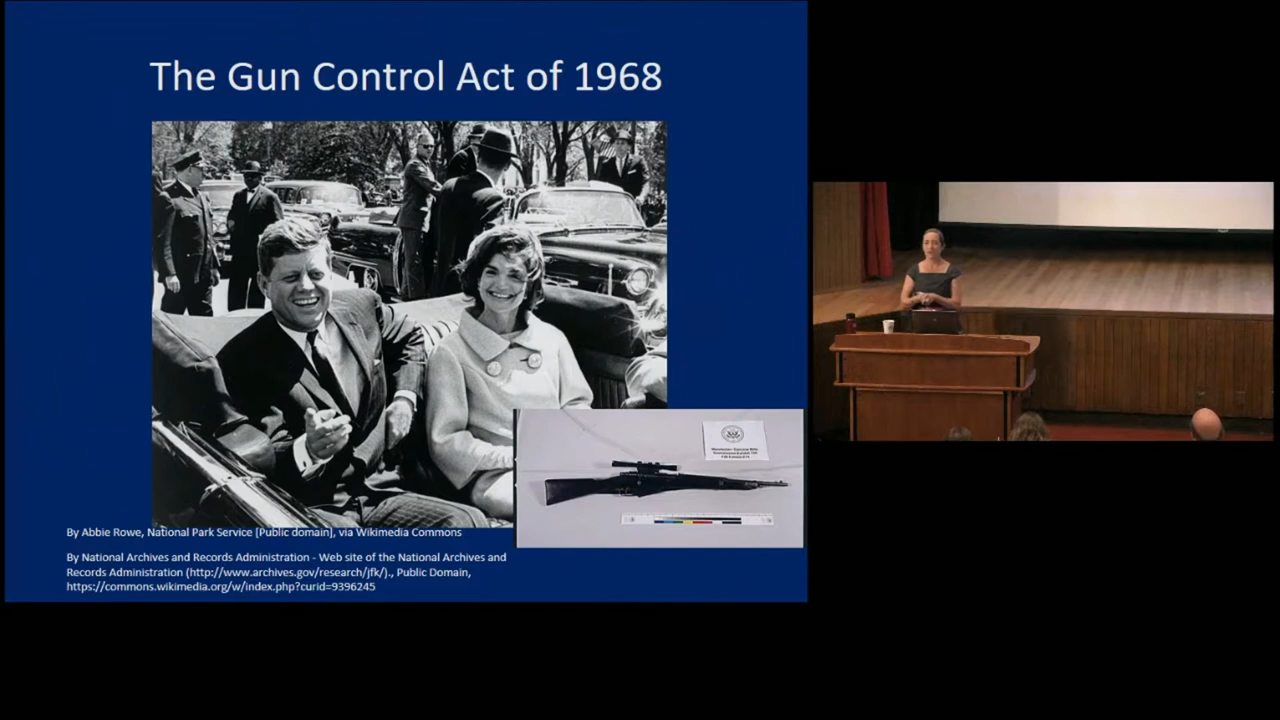 The Gun Control Act of 1968
By Abbie Rowe, National Park Service [Public domain], via Wikimedia Commons
By National Archives and Records Administration - Web site of the National Archives and
Records Administration (http://www.archives.gov/research/jfk/)., Public Domain,
https://commons.wikimedia.org/w/index.php?curid=9396245